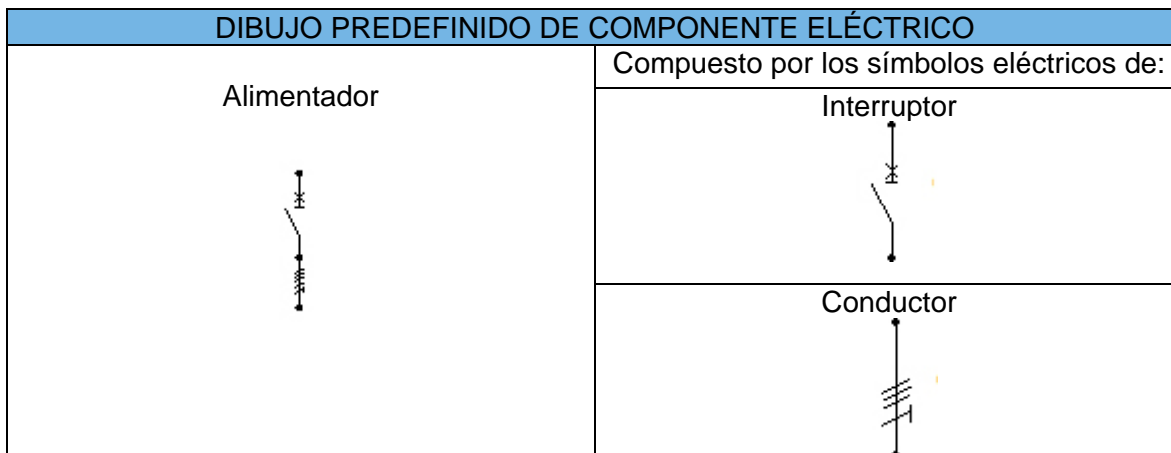 DIBUJO PREDEFINIDO DE COMPONENTE ELÉCTRICO
Alimentador
Compuesto por los símbolos eléctricos de:
Interruptor
Conductor